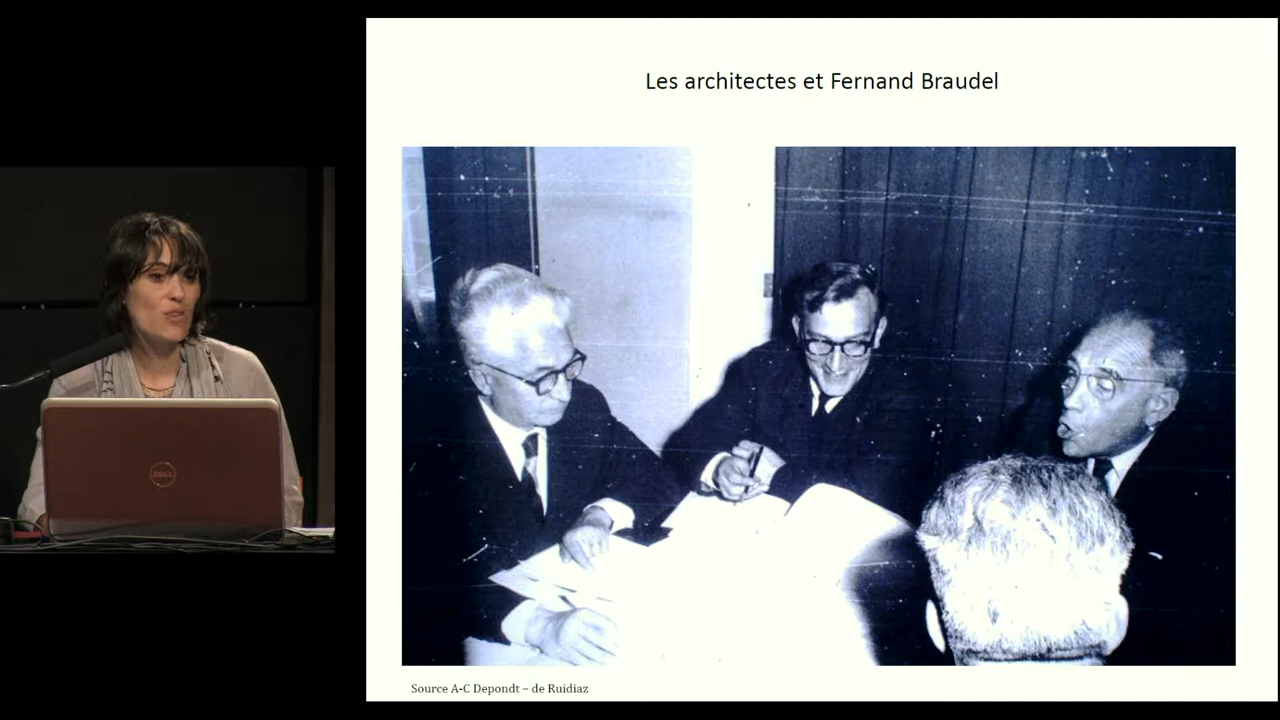 Les architectes et Fernand Braudel
DELL
Source A-C Depondt – de Ruidiaz